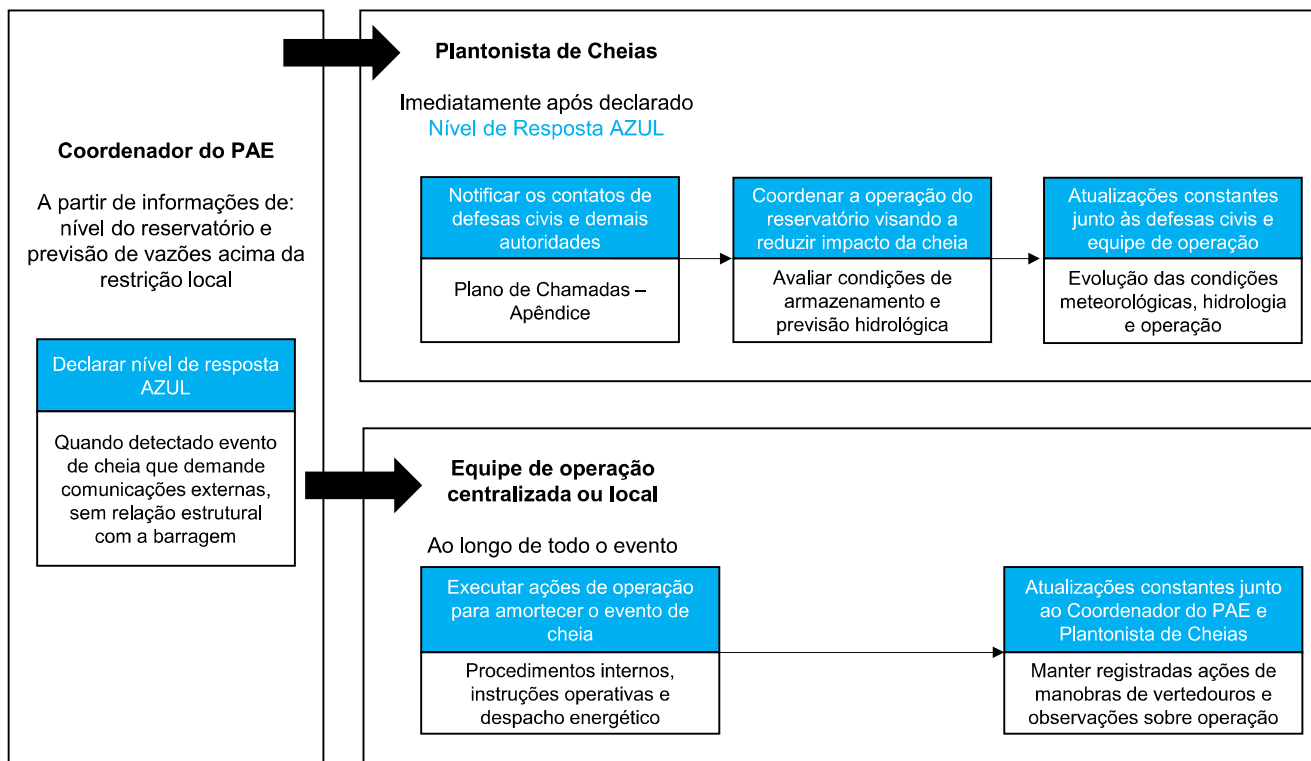 Coordenador do PAE
A partir de informações de:
nível do reservatório e
previsão de vazões acima da
restrição local
Declarar nível de resposta
AZUL
Quando detectado evento
de cheia que demande
comunicações externas,
sem relação estrutural
com a barragem
Plantonista de Cheias
Imediatamente após declarado
Nível de Resposta AZUL
Notificar os contatos de
defesas civis e demais
autoridades
Plano de Chamadas –
Apêndice
Coordenar a operação do
reservatório visando a
reduzir impacto da cheia
Avaliar condições de
armazenamento e
previsão hidrológica
Atualizações constantes
junto às defesas civis e
equipe de operação
Evolução das condições
meteorológicas, hidrologia
e operação
Equipe de operação
centralizada ou local
Ao longo de todo o evento
Executar ações de operação
para amortecer o evento de
cheia
Procedimentos internos,
instruções operativas e
despacho energético
Atualizações constantes junto
ao Coordenador do PAE e
Plantonista de Cheias
Manter registradas ações de
manobras de vertedouros e
observações sobre operação